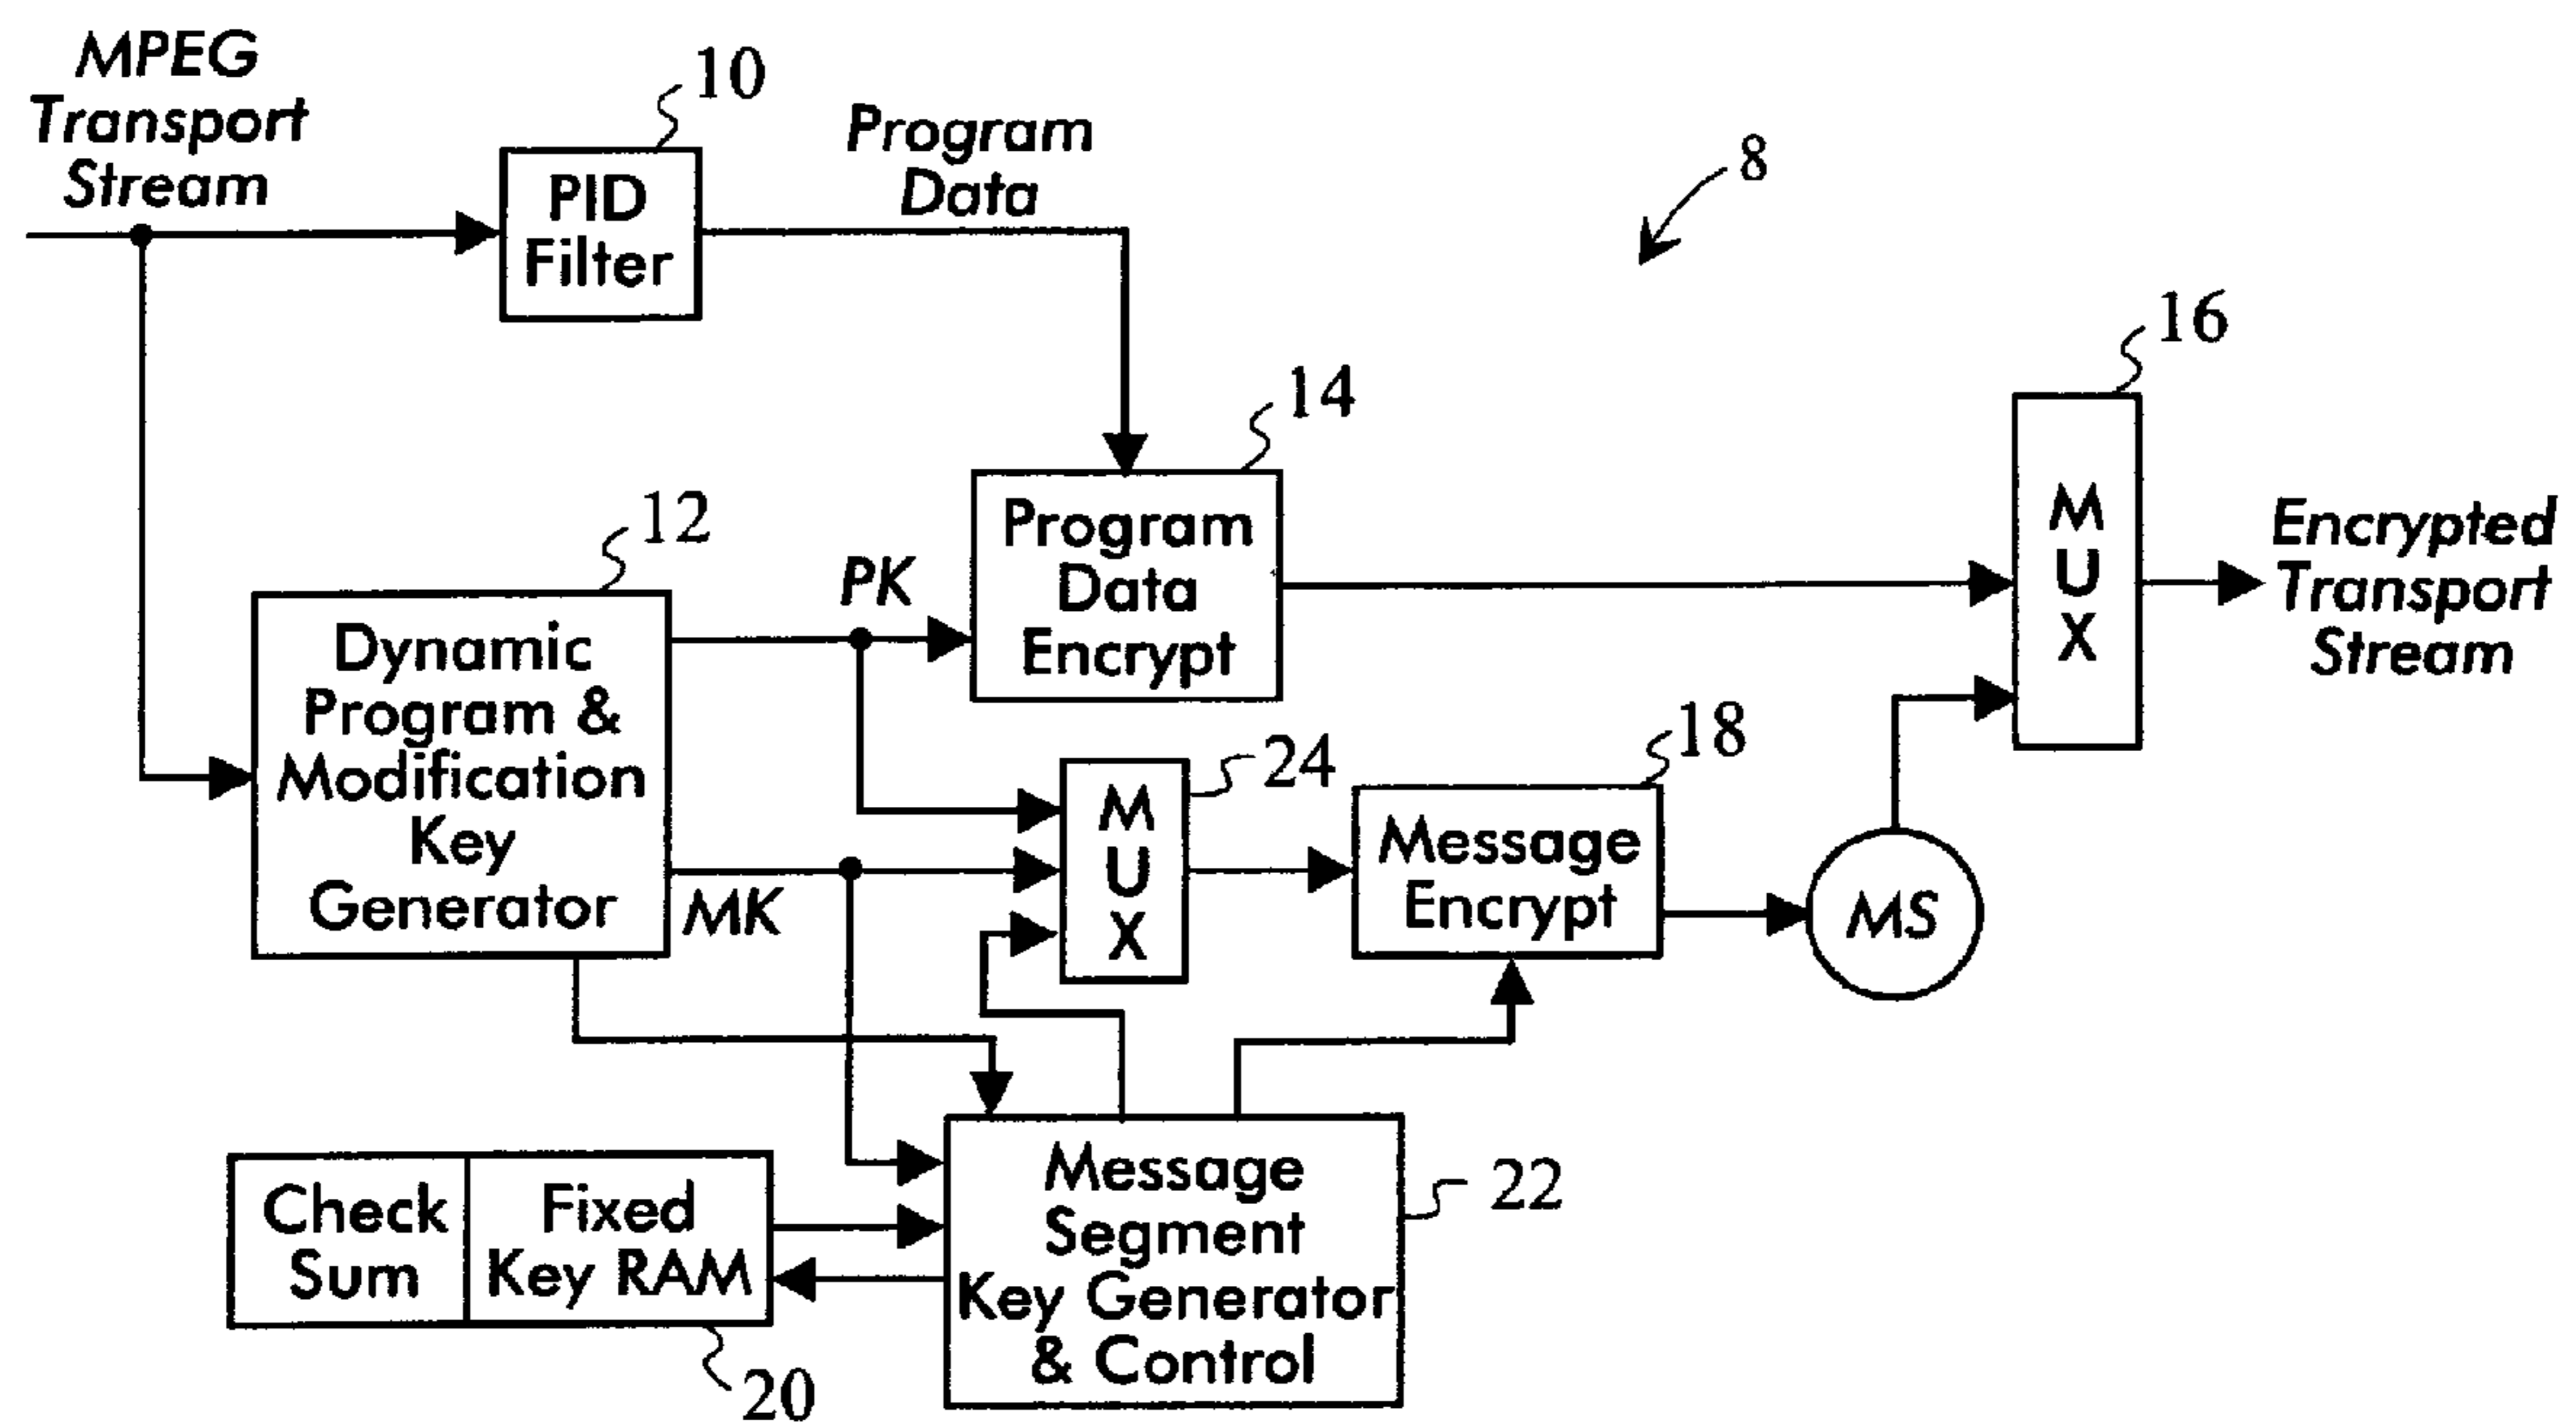 MPEG
Transport
Stream
10
PID
Filter
Program
Data
8
16
14
12
Dynamic
Program &
Modification
Key
Generator
PK
MK
Program
Data
Encrypt
M
U
X
Encrypted
Transport
Stream
24
M
U
X
18
Message
Encrypt
MS
Check
Sum
Fixed
Key RAM
20
Message
Segment
Key Generator
& Control
22